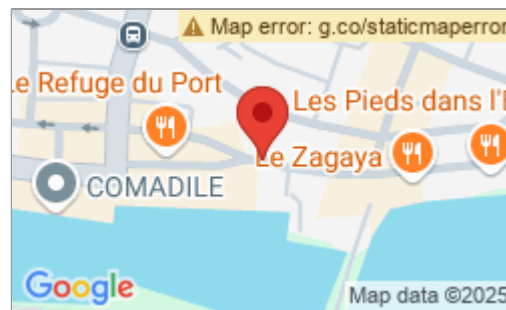 Map error: g.co/staticmaperror
Le Refuge du Port
Les Pieds dans l'E
Le Zagaya
COMADILE
Google
Map data ©2025